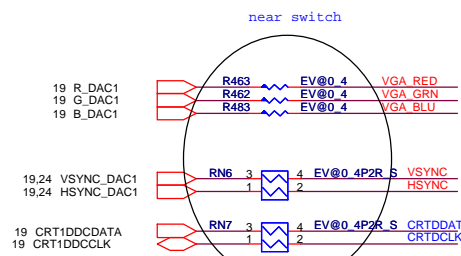 near switch
19 R_DAC1 R463 EV@0_4 VGA_RED
19 G_DAC1 R462 EV@0_4 VGA_GRN
19 B_DAC1 R483 EV@0_4 VGA_BLU
19,24 VSYNC_DAC1 RN6 3 4 EV@0_4P2R_S VSYNC
19,24 HSYNC_DAC1 1 2 HSYNC
19 CRT1DDCDATA RN7 3 4 EV@0_4P2R_S CRTDDAT
19 CRT1DDCCLK 1 2 CRTDCLK